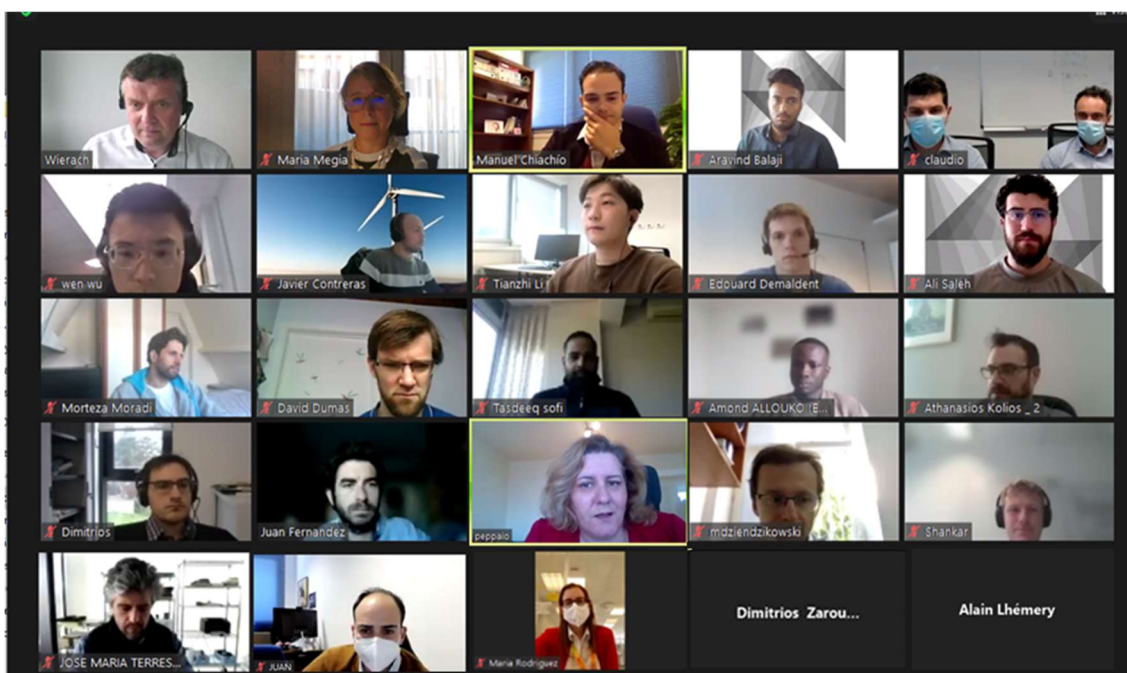 Wierach
Maria Megia
Manuel Chiachío
Aravind Balaji
claudio
wen wu
Javier Contreras
Tianzhi Li
Edouard Demaldent
Ali Saleh
Morteza Moradi
David Dumas
Tasdeeq sofi
Amond ALLOUKO (E...
Athanasios Kolios _ 2
Dimitrios
Juan Fernandez
peppaio
mdziendzikowski
Shankar
JOSE MARIA TERRES...
JUAN
Maria Rodriguez
Dimitrios Zarou...
Alain Lhémery